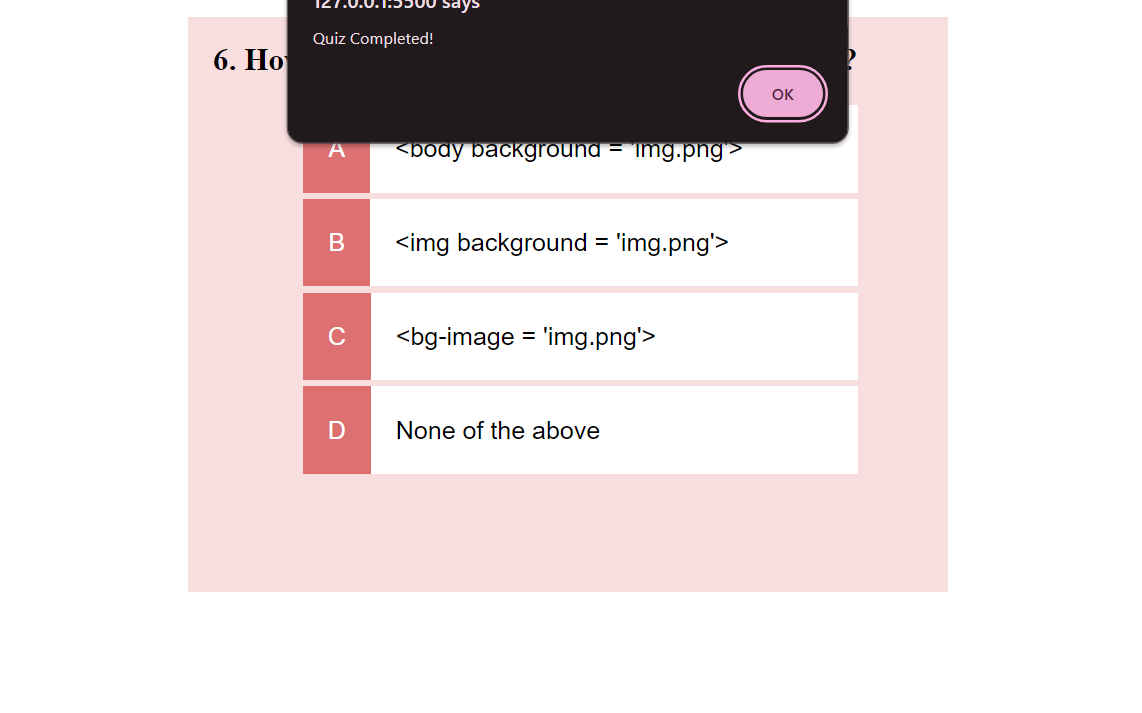 127.0.0.1:5500 says
Quiz Completed!
OK
6. How ?
A <body background = 'img.png'>
B <img background = 'img.png'>
C <bg-image = 'img.png'>
D None of the above